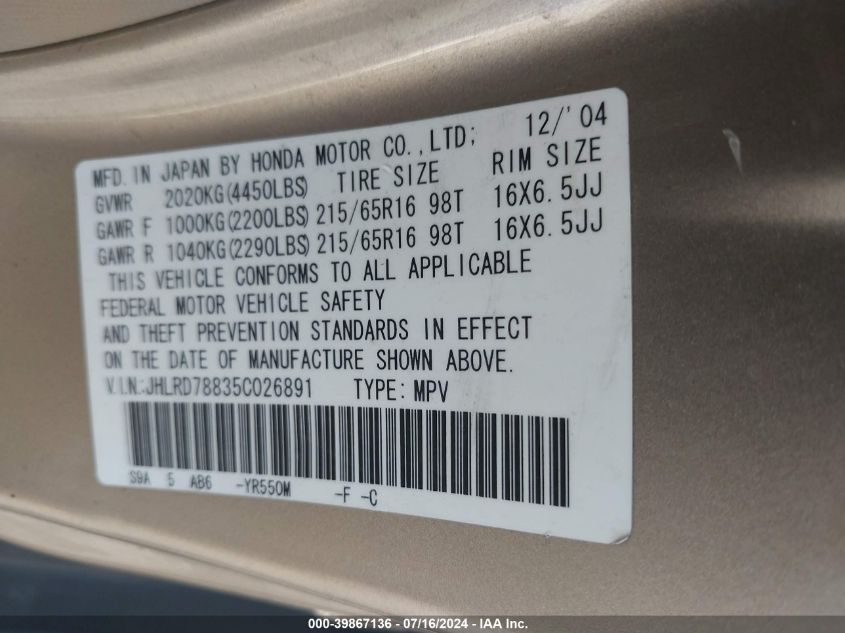 MFD. IN JAPAN BY HONDA MOTOR CO.,LTD; 12/'04
GVWR 2020KG(4450LBS) TIRE SIZE RIM SIZE
GAWR F 1000KG(2200LBS) 215/65R16 98T 16X6.5JJ
GAWR R 1040KG(2290LBS) 215/65R16 98T 16X6.5JJ
THIS VEHICLE CONFORMS TO ALL APPLICABLE
FEDERAL MOTOR VEHICLE SAFETY
AND THEFT PREVENTION STANDARDS IN EFFECT
ON THE DATE OF MANUFACTURE SHOWN ABOVE.
V.I.N.:JHLRD78835C026891 TYPE: MPV
S9A 5 AB6 -YR550M -F -C
000-39867136 - 07/16/2024 - IAA Inc.